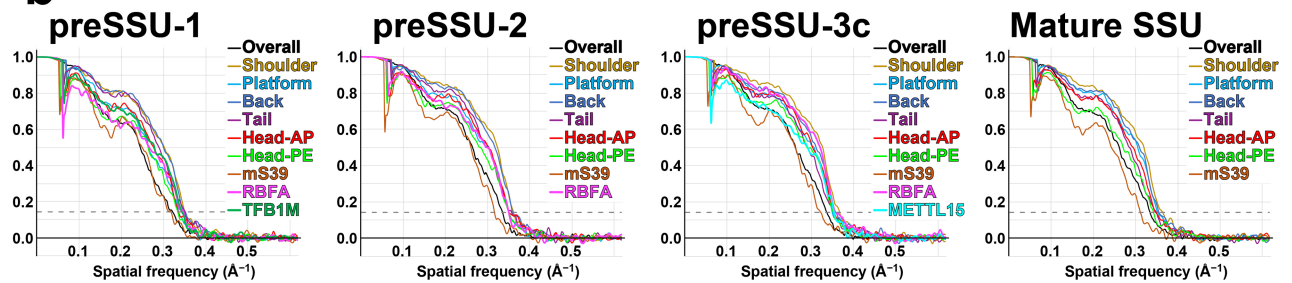 b
preSSU-1
1.0
0.8
0.6
0.4
0.2
0.0
0.1 0.2 0.3 0.4 0.5
Spatial frequency (Å⁻¹)
Overall
Shoulder
Platform
Back
Tail
Head-AP
Head-PE
mS39
RBFA
TFB1M
preSSU-2
1.0
0.8
0.6
0.4
0.2
0.0
0.1 0.2 0.3 0.4 0.5
Spatial frequency (Å⁻¹)
Overall
Shoulder
Platform
Back
Tail
Head-AP
Head-PE
mS39
RBFA
preSSU-3c
1.0
0.8
0.6
0.4
0.2
0.0
0.1 0.2 0.3 0.4 0.5
Spatial frequency (Å⁻¹)
Overall
Shoulder
Platform
Back
Tail
Head-AP
Head-PE
mS39
RBFA
METTL15
Mature SSU
1.0
0.8
0.6
0.4
0.2
0.0
0.1 0.2 0.3 0.4 0.5
Spatial frequency (Å⁻¹)
Overall
Shoulder
Platform
Back
Tail
Head-AP
Head-PE
mS39